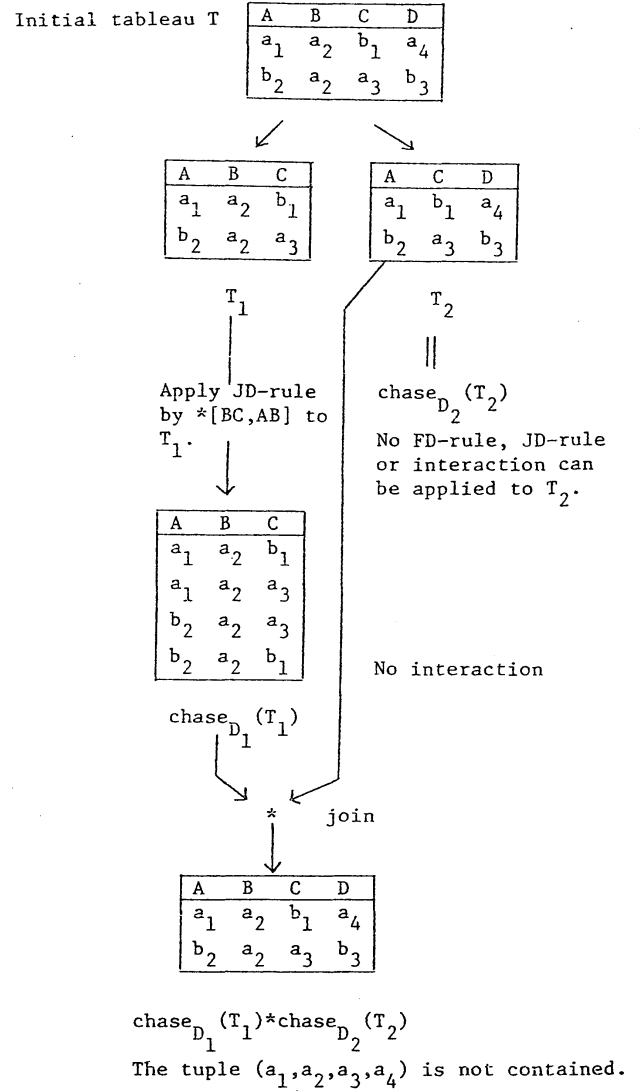 Initial tableau T
A B C D
a1 a2 b1 a4
b2 a2 a3 b3
A B C
a1 a2 b1
b2 a2 a3
A C D
a1 b1 a4
b2 a3 b3
T1
T2
Apply JD-rule
by *[BC,AB] to
T1.
||
chaseD2(T2)
No FD-rule, JD-rule
or interaction can
be applied to T2.
A B C
a1 a2 b1
a1 a2 a3
b2 a2 a3
b2 a2 b1
No interaction
chaseD1(T1)
* join
A B C D
a1 a2 b1 a4
b2 a2 a3 b3
chaseD1(T1)*chaseD2(T2)
The tuple (a1,a2,a3,a4) is not contained.